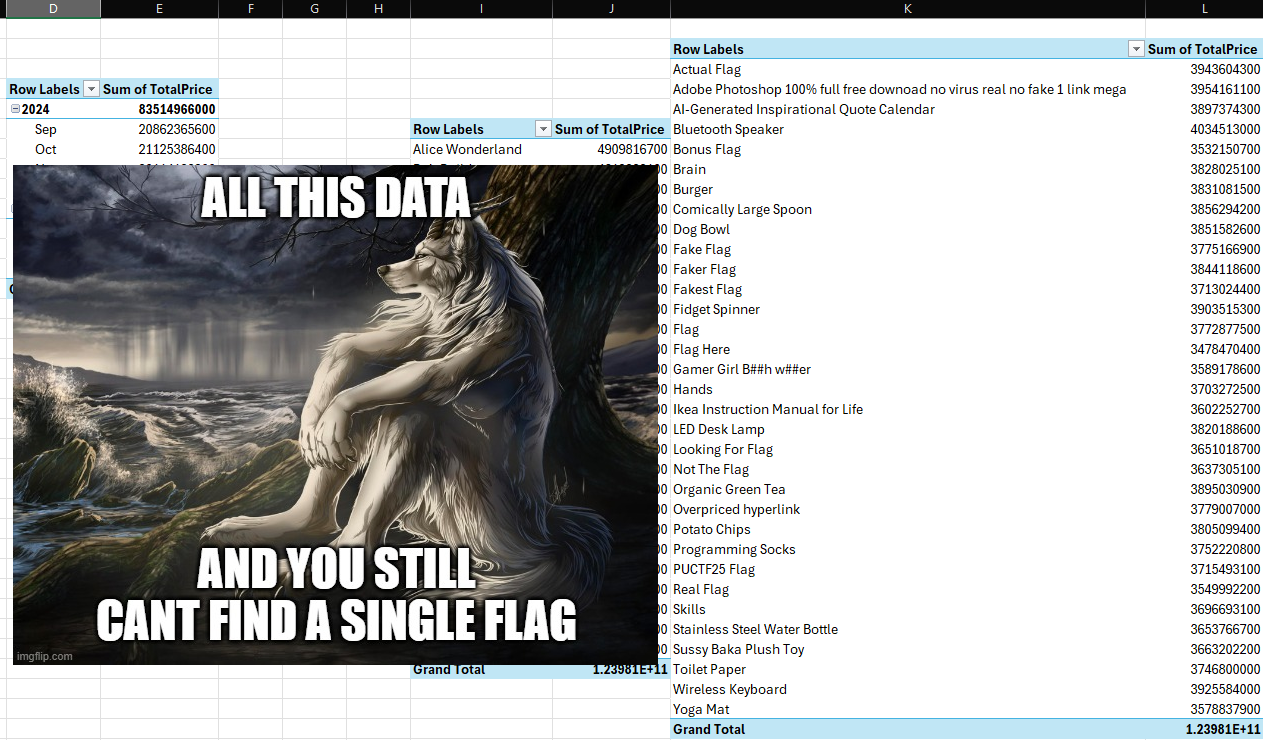 D E F G H I J K L
Row Labels Sum of TotalPrice
2024 83514966000
Sep 20862365600
Oct 21125386400
Row Labels Sum of TotalPrice
Alice Wonderland 4909816700
Grand Total 1.23981E+11
ALL THIS DATA
AND YOU STILL
CANT FIND A SINGLE FLAG
imgflip.com
Row Labels Sum of TotalPrice
Actual Flag 3943604300
Adobe Photoshop 100% full free downoad no virus real no fake 1 link mega 3954161100
AI-Generated Inspirational Quote Calendar 3897374300
Bluetooth Speaker 4034513000
Bonus Flag 3532150700
Brain 3828025100
Burger 3831081500
Comically Large Spoon 3856294200
Dog Bowl 3851582600
Fake Flag 3775166900
Faker Flag 3844118600
Fakest Flag 3713024400
Fidget Spinner 3903515300
Flag 3772877500
Flag Here 3478470400
Gamer Girl B##h w##er 3589178600
Hands 3703272500
Ikea Instruction Manual for Life 3602252700
LED Desk Lamp 3820188600
Looking For Flag 3651018700
Not The Flag 3637305100
Organic Green Tea 3895030900
Overpriced hyperlink 3779007000
Potato Chips 3805099400
Programming Socks 3752220800
PUCTF25 Flag 3715493100
Real Flag 3549992200
Skills 3696693100
Stainless Steel Water Bottle 3653766700
Sussy Baka Plush Toy 3663202200
Toilet Paper 3746800000
Wireless Keyboard 3925584000
Yoga Mat 3578837900
Grand Total 1.23981E+11